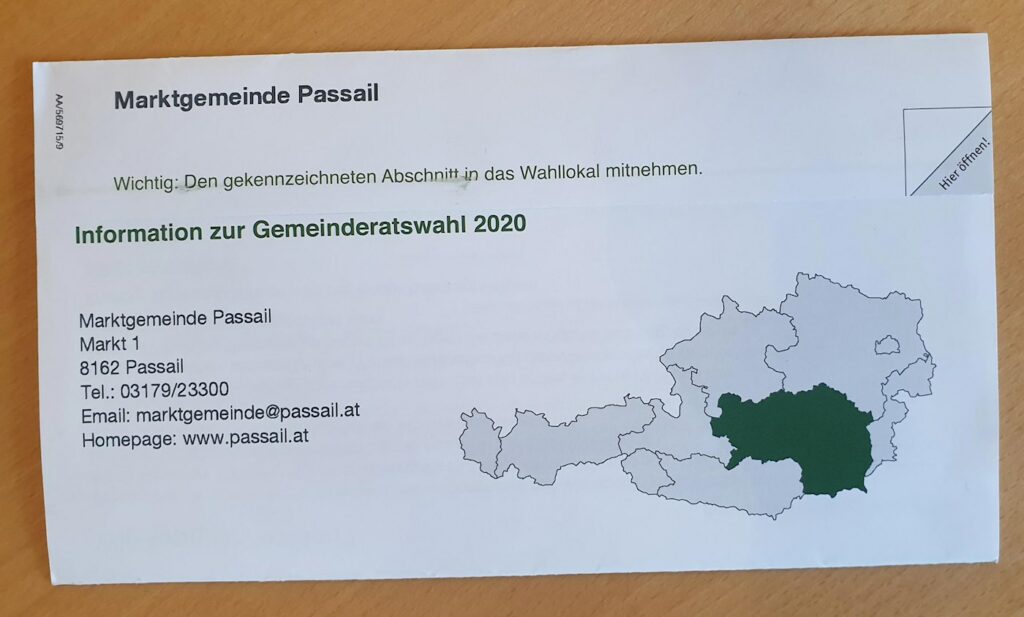 AA/569715/9
Marktgemeinde Passail
Wichtig: Den gekennzeichneten Abschnitt in das Wahllokal mitnehmen.
Hier öffnen!
Information zur Gemeinderatswahl 2020
Marktgemeinde Passail
Markt 1
8162 Passail
Tel.: 03179/23300
Email: marktgemeinde@passail.at
Homepage: www.passail.at